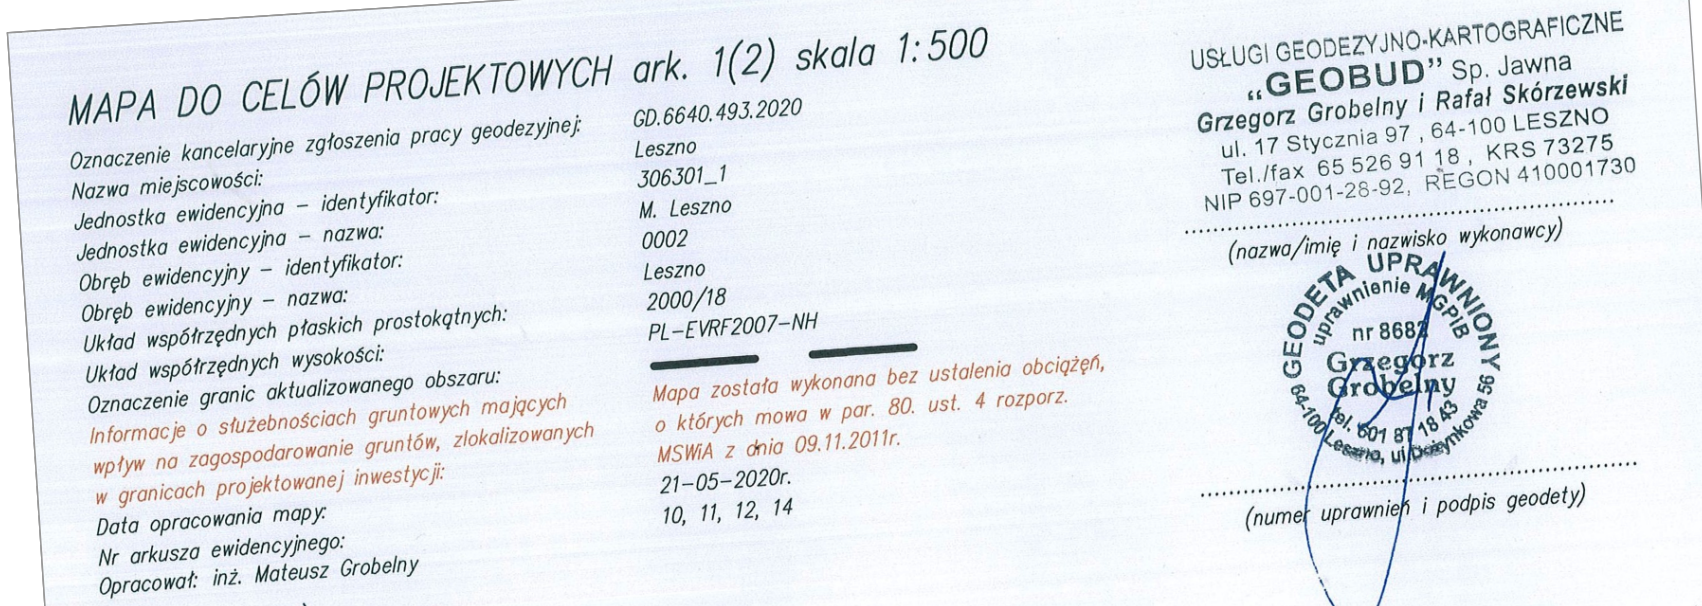 MAPA DO CELÓW PROJEKTOWYCH ark. 1(2) skala 1:500
Oznaczenie kancelaryjne zgłoszenia pracy geodezyjnej: GD.6640.493.2020
Nazwa miejscowości: Leszno
Jednostka ewidencyjna – identyfikator: 306301_1
Jednostka ewidencyjna – nazwa: M. Leszno
Obręb ewidencyjny – identyfikator: 0002
Obręb ewidencyjny – nazwa: Leszno
Układ współrzędnych płaskich prostokątnych: 2000/18
Układ współrzędnych wysokości: PL-EVRF2007-NH
Oznaczenie granic aktualizowanego obszaru:
Informacje o służebnościach gruntowych mających
wpływ na zagospodarowanie gruntów, zlokalizowanych
w granicach projektowanej inwestycji:
Mapa została wykonana bez ustalenia obciążęń,
o których mowa w par. 80. ust. 4 rozporz.
MSWiA z dnia 09.11.2011r.
Data opracowania mapy: 21-05-2020r.
Nr arkusza ewidencyjnego: 10, 11, 12, 14
Opracował: inż. Mateusz Grobelny
USŁUGI GEODEZYJNO-KARTOGRAFICZNE
„GEOBUD” Sp. Jawna
Grzegorz Grobelny i Rafał Skórzewski
ul. 17 Stycznia 97 , 64-100 LESZNO
Tel./fax 65 526 91 18 , KRS 73275
NIP 697-001-28-92, REGON 410001730
(nazwa/imię i nazwisko wykonawcy)
GEODETA UPRAWNIONY
uprawnienie MGPiB
nr 8682
Grzegorz
Grobelny
tel. 601 87 18 43
64-100 Leszno, ul. Dożynkowa 56
(numer uprawnień i podpis geodety)